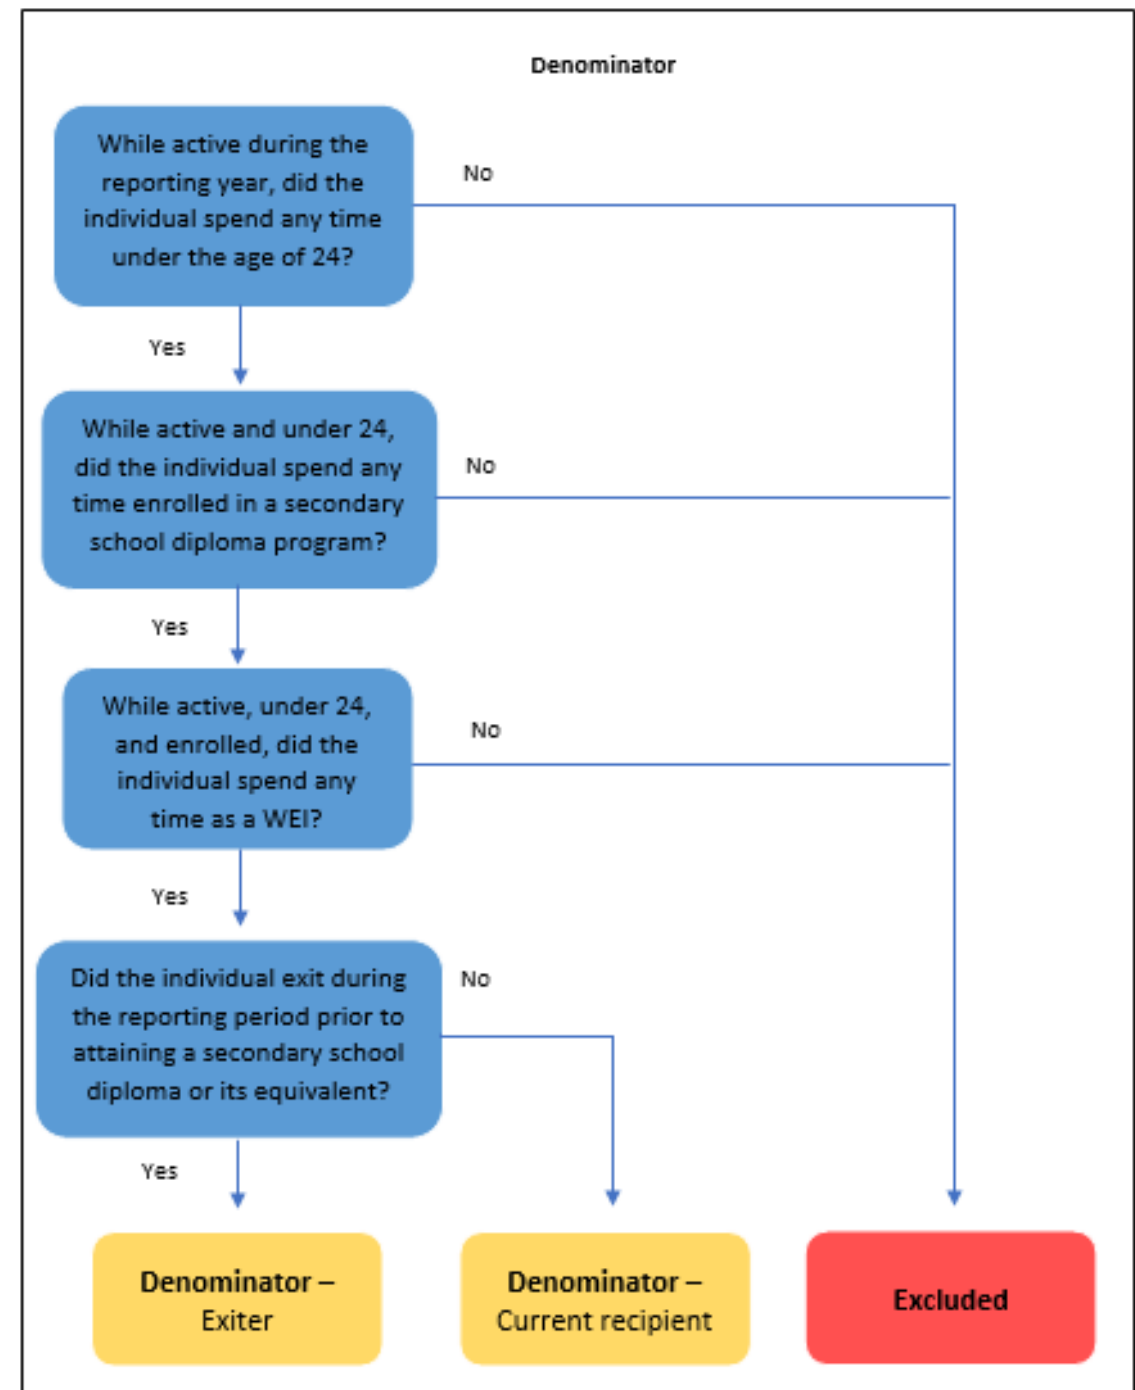 Denominator
While active during the
reporting year, did the
individual spend any time
under the age of 24?
No
Yes
While active and under 24,
did the individual spend any
time enrolled in a secondary
school diploma program?
No
Yes
While active, under 24,
and enrolled, did the
individual spend any
time as a WEI?
No
Yes
Did the individual exit during
the reporting period prior to
attaining a secondary school
diploma or its equivalent?
No
Yes
Denominator –
Exiter
Denominator –
Current recipient
Excluded